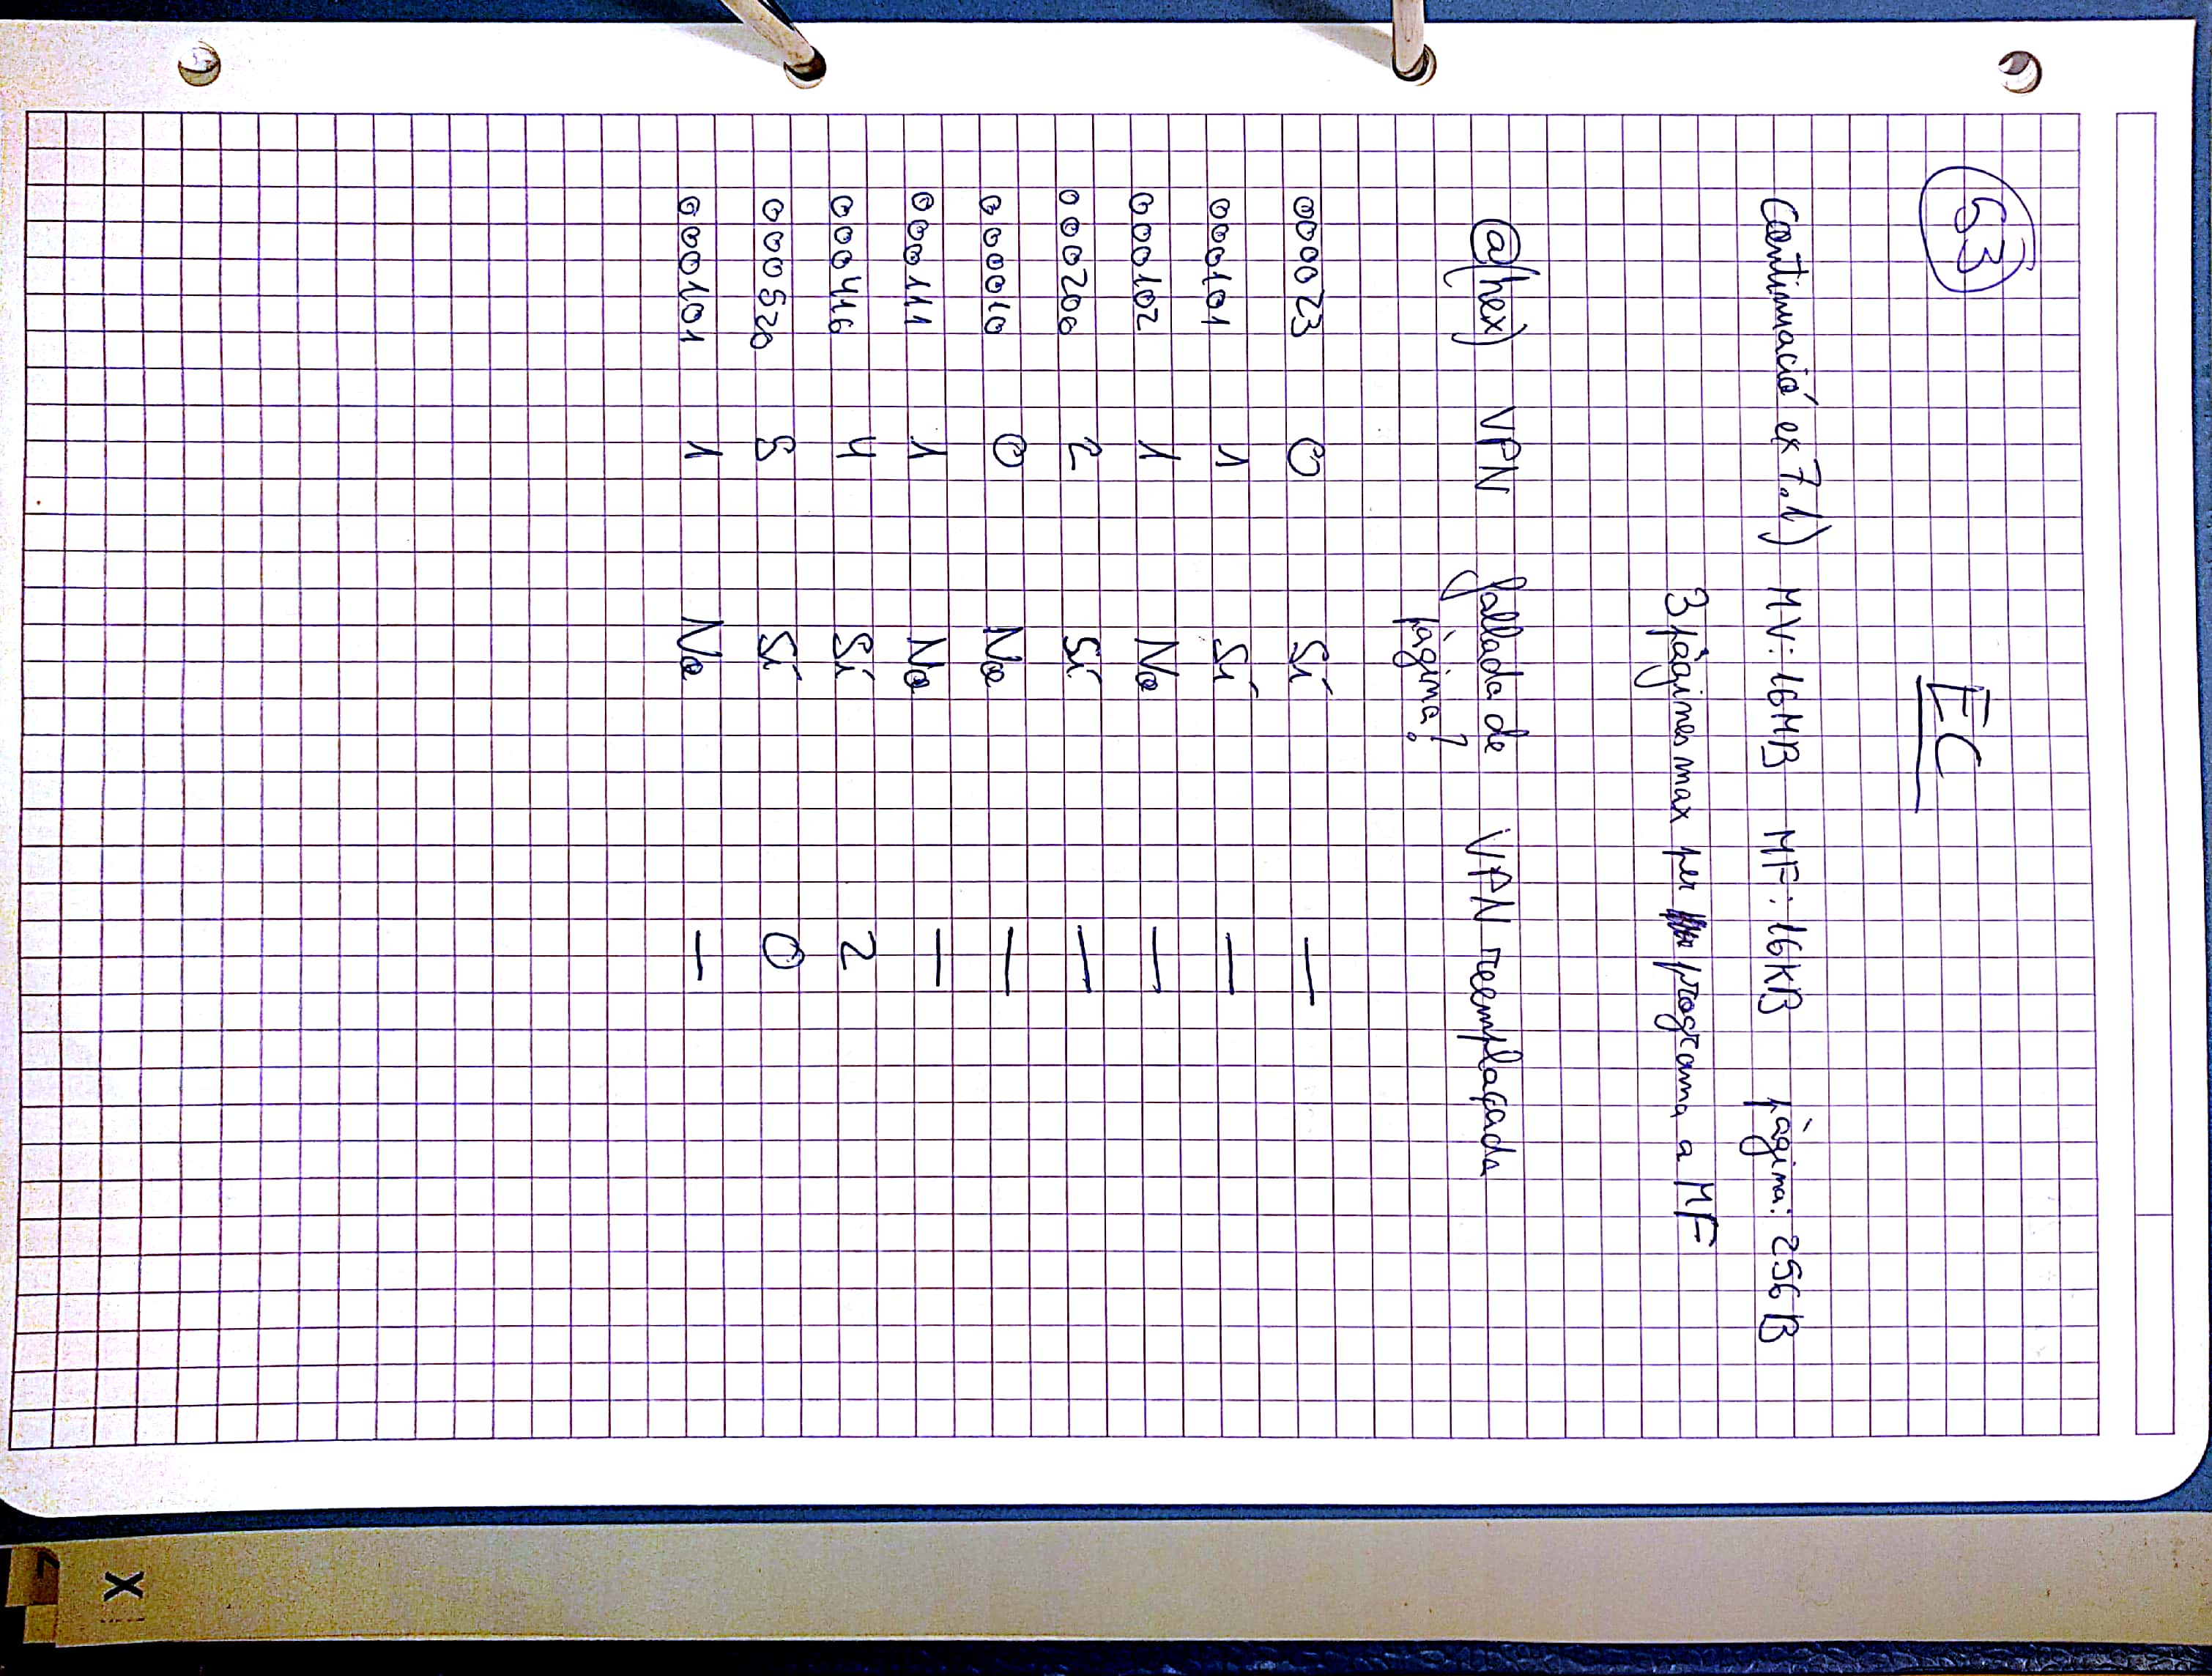 53
EC
Continuació ex 7.1) MV: 16MB MF: 16KB pàgina: 256B
3 pàgines max per programa a MF
@(hex) VPN fallada de VPN reemplaçada
pàgina?
000023 0 Sí —
000101 1 Sí —
000102 1 No —
000200 2 Sí —
000010 0 No —
000111 1 No —
000416 4 Sí 2
000520 5 Sí 0
000101 1 No —
X